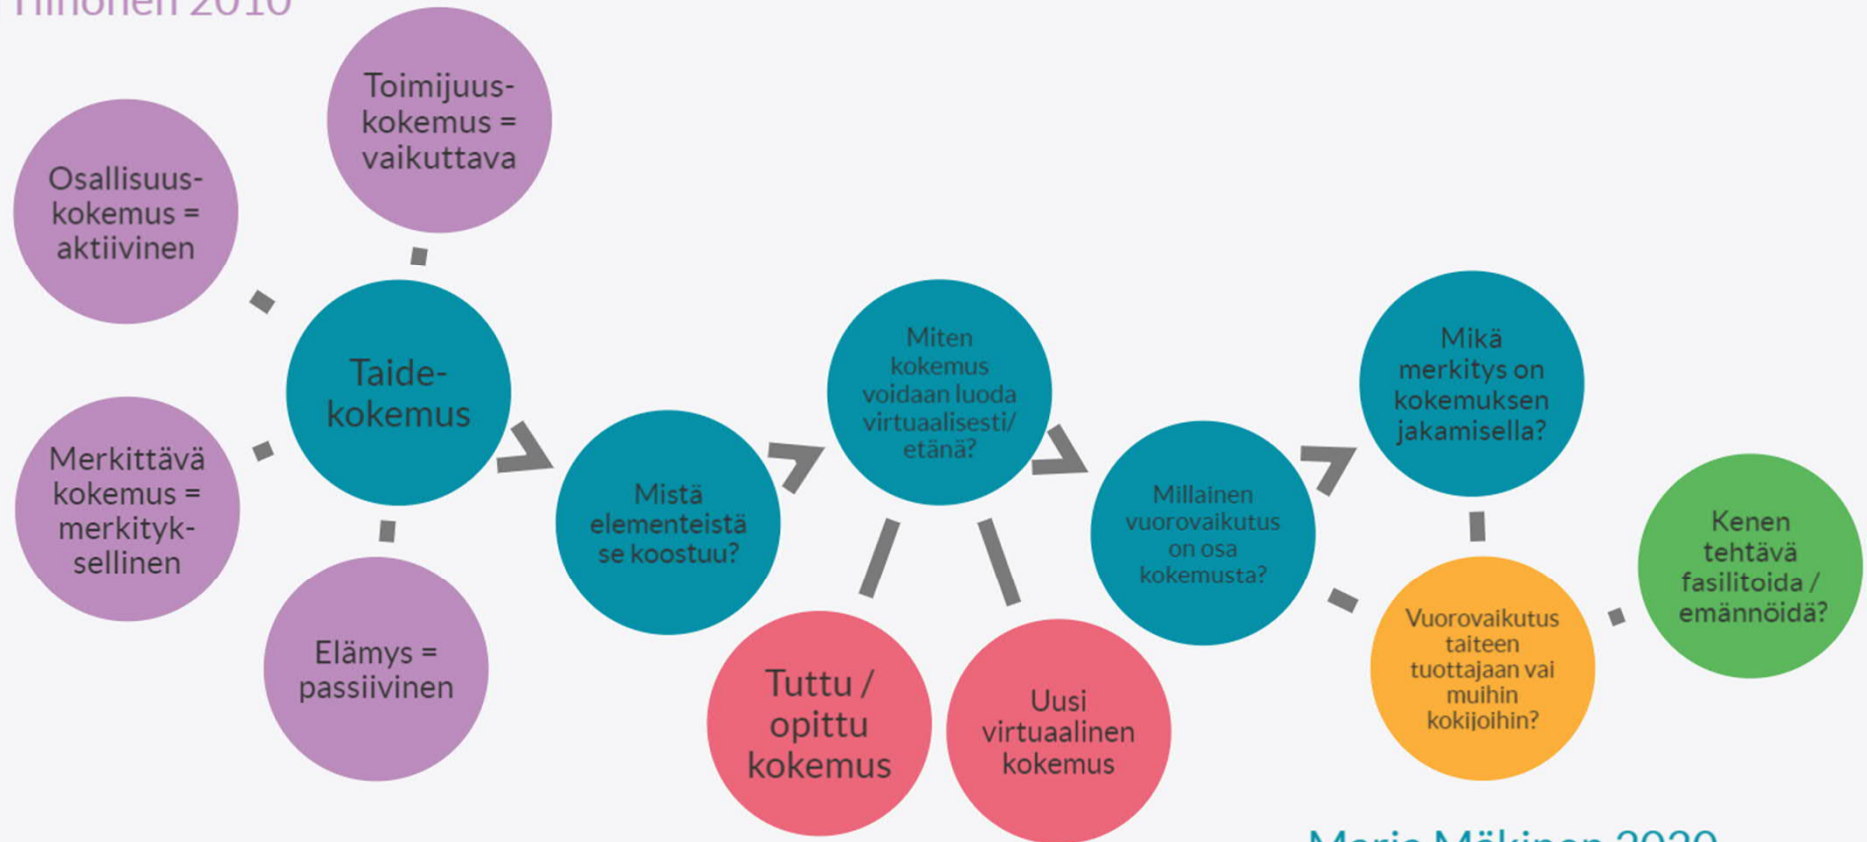 Toimijuus-
kokemus =
vaikuttava
Osallisuus-
kokemus =
aktiivinen
Merkittävä
kokemus =
merkityk-
sellinen
Elämys =
passiivinen
Taide-
kokemus
Mistä
elementeistä
se koostuu?
Miten
kokemus
voidaan luoda
virtuaalisesti/
etänä?
Tuttu /
opittu
kokemus
Uusi
virtuaalinen
kokemus
Millainen
vuorovaikutus
on osa
kokemusta?
Mikä
merkitys on
kokemuksen
jakamisella?
Vuorovaikutus
taiteen
tuottajaan vai
muihin
kokijoihin?
Kenen
tehtävä
fasilitoida /
emännöidä?
Mäkinen 2020